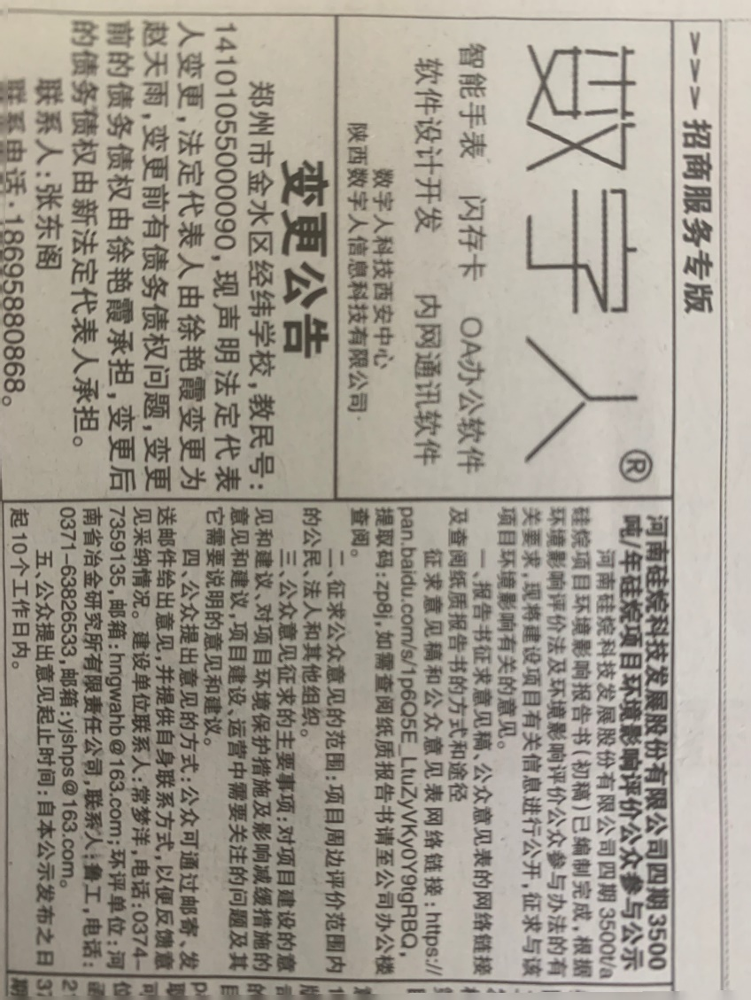 >>> 招商服务专版
数字人®
智能手表 闪存卡 OA办公软件
软件设计开发 内网通讯软件
数字人科技西安中心
陕西数字人信息科技有限公司
变更公告
郑州市金水区经纬学校,教民号:
141010550000090,现声明法定代表
人变更,法定代表人由徐艳霞变更为
赵天雨,变更前有债务债权问题,变更
前的债务债权由徐艳霞承担,变更后
的债务债权由新法定代表人承担。
联系人:张东阁
联系电话:18695880868。
河南硅烷科技发展股份有限公司四期3500
吨/年硅烷项目环境影响评价公众参与公示
河南硅烷科技发展股份有限公司四期3500t/a
硅烷项目环境影响报告书(初稿)已编制完成,根据
环境影响评价法及环境影响评价公众参与办法的有
关要求,现将建设项目有关信息进行公开,征求与该
项目环境影响有关的意见。
一、报告书征求意见稿、公众意见表的网络链接
及查阅纸质报告书的方式和途径
征求意见稿和公众意见表网络链接:https://
pan.baidu.com/s/1p6Q5E_LtuZyVKy0Y9tgRBQ,
提取码:zp8j,如需查阅纸质报告书请至公司办公楼
查阅。
二、征求公众意见的范围:项目周边评价范围内
的公民、法人和其他组织。
三、公众意见征求的主要事项:对项目建设的意
见和建议、对项目环境保护措施及影响减缓措施的
意见和建议,项目建设、运营中需要关注的问题及其
它需要说明的意见和建议。
四、公众提出意见的方式:公众可通过邮寄、发
送邮件给出意见,并提供自身联系方式,以便反馈意
见采纳情况。建设单位联系人:常梦洋,电话:0374-
7359135,邮箱:hngwahb@163.com;环评单位:河
南省冶金研究所有限责任公司,联系人:鲁工,电话:
0371-63826533,邮箱:yjshps@163.com。
五、公众提出意见起止时间:自本公示发布之日
起10个工作日内。